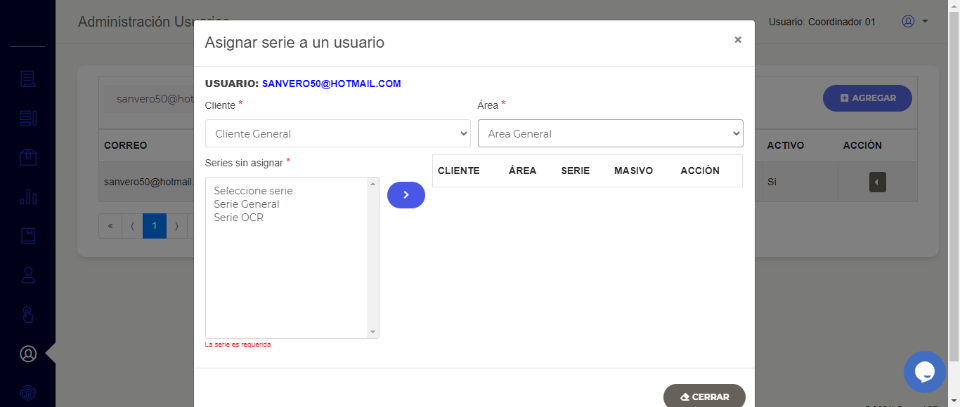 Administración Usuarios
Usuario: Coordinador 01
Asignar serie a un usuario
×
USUARIO: SANVERO50@HOTMAIL.COM
Cliente *
Área *
sanvero50@hot
AGREGAR
Cliente General
Area General
CORREO
ACTIVO
ACCIÓN
Series sin asignar *
CLIENTE ÁREA SERIE MASIVO ACCIÓN
sanvero50@hotmail.
Si
Seleccione serie
Serie General
Serie OCR
« ⟨ 1 ⟩
La serie es requerida
CERRAR